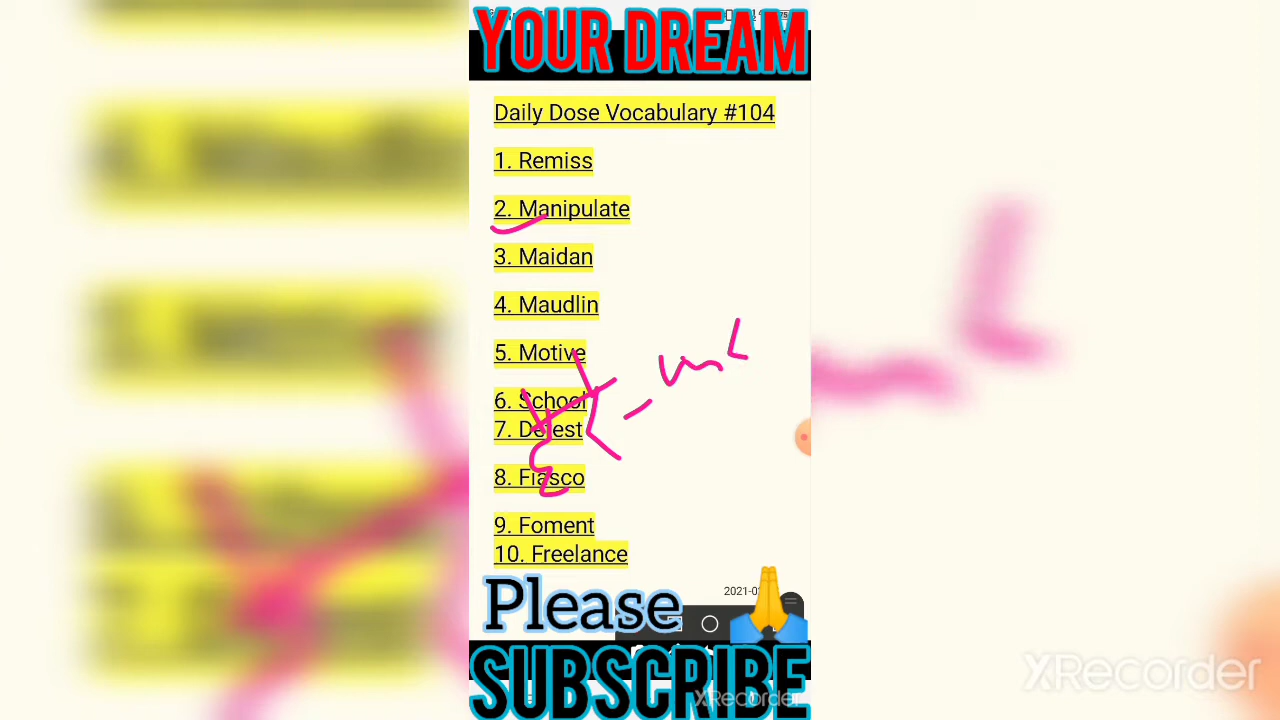 YOUR DREAM
Daily Dose Vocabulary #104
1. Remiss
2. Manipulate
3. Maidan
4. Maudlin
5. Motive
6. School
7. Detest
8. Fiasco
9. Foment
10. Freelance
Please
SUBSCRIBE
XRecorder
XRecorder